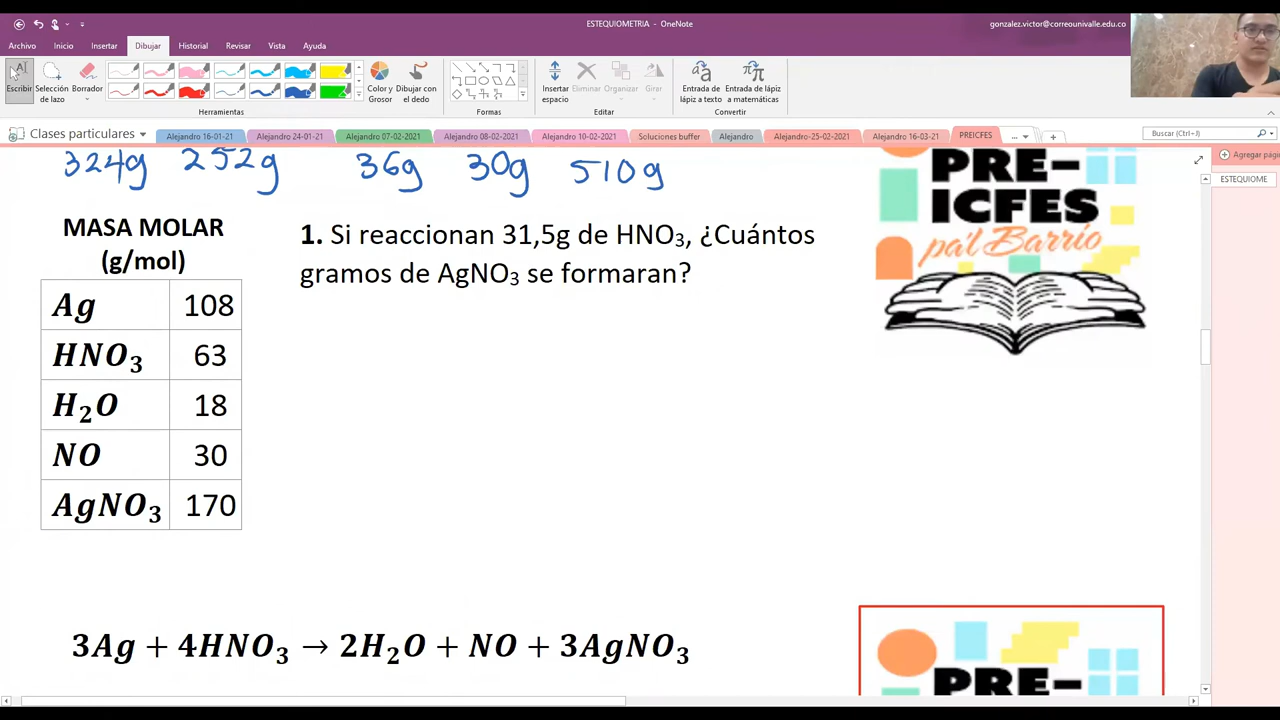 ESTEQUIOMETRIA - OneNote
gonzalez.victor@correounivalle.edu.co
Archivo Inicio Insertar Dibujar Historial Revisar Vista Ayuda
Escribir
Selección de lazo
Borrador
Color y Grosor
Dibujar con el dedo
Insertar espacio
Eliminar
Organizar
Girar
Entrada de lápiz a texto
Entrada de lápiz a matemáticas
Herramientas Formas Editar Convertir
Clases particulares
Alejandro 16-01-21 Alejandro 24-01-21 Alejandro 07-02-2021 Alejandro 08-02-2021 Alejandro 10-02-2021 Soluciones buffer Alejandro Alejandro-25-02-2021 Alejandro 16-03-21 PREICFES ...
Buscar (Ctrl+J)
Agregar pági
ESTEQUIOME
324g 252g 36g 30g 510g
PRE-
ICFES
pa'l Barrio
MASA MOLAR
(g/mol)
Ag 108
HNO₃ 63
H₂O 18
NO 30
AgNO₃ 170
1. Si reaccionan 31,5g de HNO₃, ¿Cuántos
gramos de AgNO₃ se formaran?
3Ag + 4HNO₃ → 2H₂O + NO + 3AgNO₃
PRE-